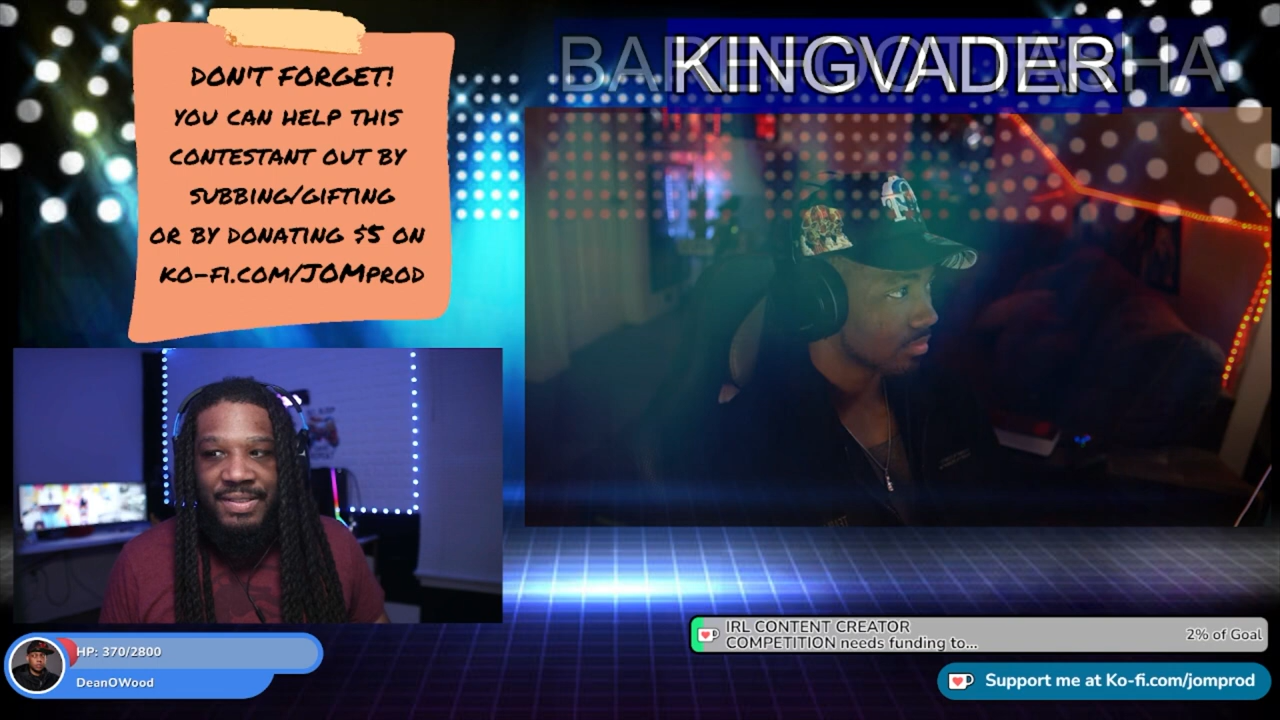 DON'T FORGET!
YOU CAN HELP THIS
CONTESTANT OUT BY
SUBBING/GIFTING
OR BY DONATING $5 ON
KO-FI.COM/JOMPROD
KINGVADER
HP: 370/2800
DeanOWood
IRL CONTENT CREATOR
COMPETITION needs funding to...
2% of Goal
Support me at Ko-fi.com/jomprod